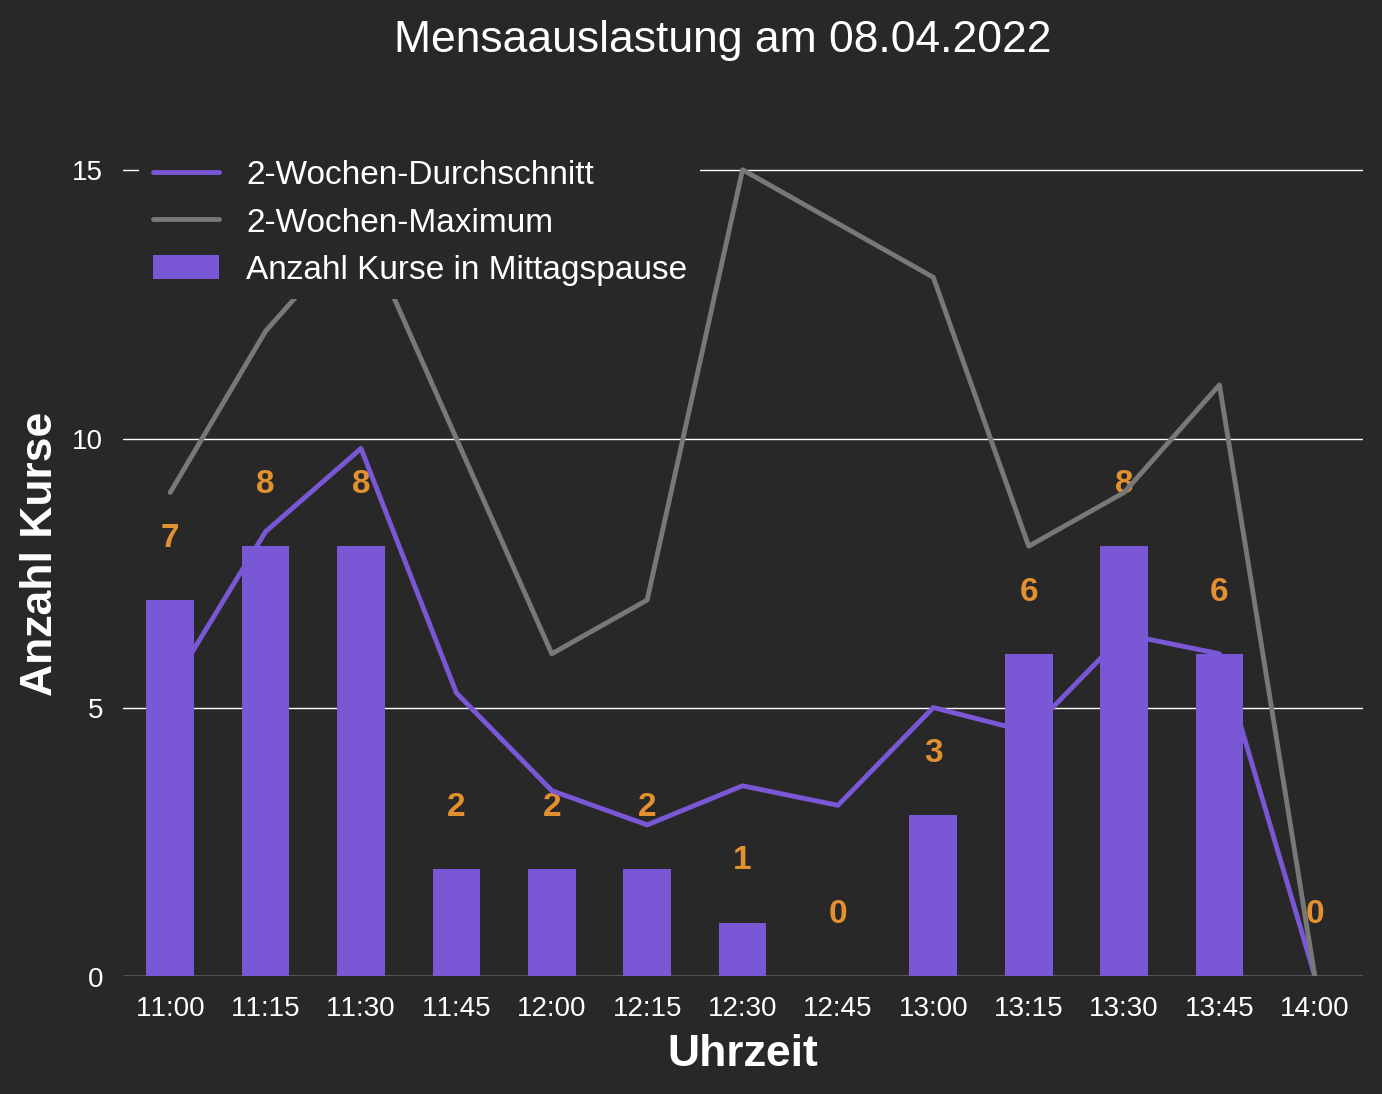 Mensaauslastung am 08.04.2022
2-Wochen-Durchschnitt
2-Wochen-Maximum
Anzahl Kurse in Mittagspause
Anzahl Kurse
15
10
5
0
7
8
8
2
2
2
1
0
3
6
8
6
0
11:00 11:15 11:30 11:45 12:00 12:15 12:30 12:45 13:00 13:15 13:30 13:45 14:00
Uhrzeit